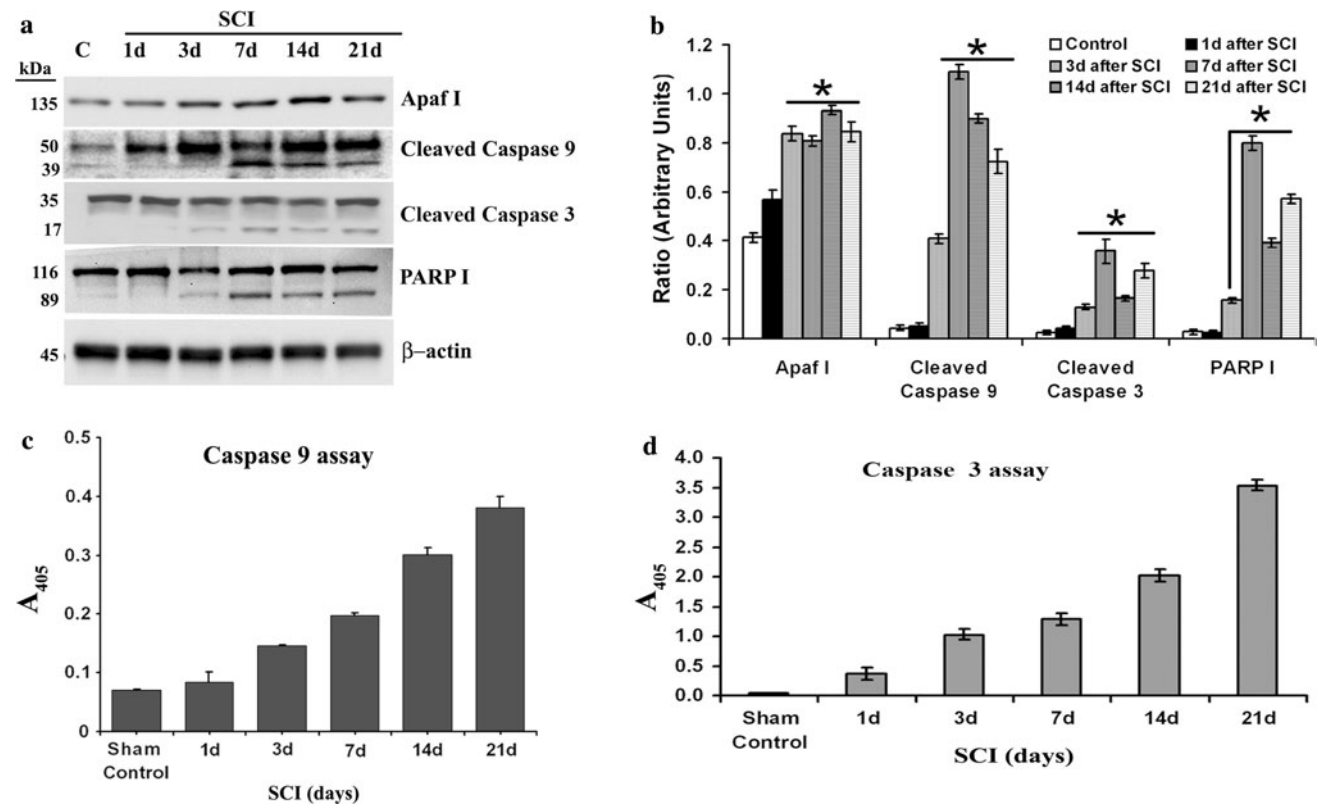 a
SCI
C 1d 3d 7d 14d 21d
kDa
135 Apaf I
50 Cleaved Caspase 9
39
35 Cleaved Caspase 3
17
116 PARP I
89
45 β-actin
b
Control 1d after SCI
3d after SCI 7d after SCI
14d after SCI 21d after SCI
Ratio (Arbitrary Units)
1.2
1.0
0.8
0.6
0.4
0.2
0.0
* * * *
Apaf I Cleaved Caspase 9 Cleaved Caspase 3 PARP I
c
Caspase 9 assay
A405
0.5
0.4
0.3
0.2
0.1
0
Sham Control 1d 3d 7d 14d 21d
SCI (days)
d
Caspase 3 assay
A405
4.0
3.5
3.0
2.5
2.0
1.5
1.0
0.5
0.0
Sham Control 1d 3d 7d 14d 21d
SCI (days)